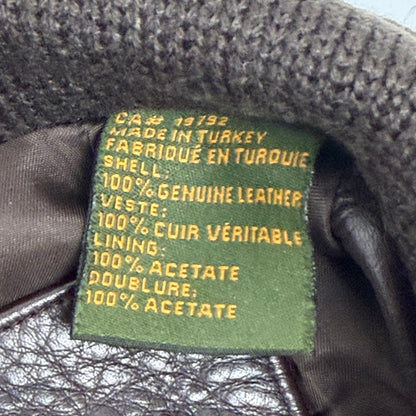 CA# 19792
MADE IN TURKEY
FABRIQUÉ EN TURQUIE
SHELL:
100% GENUINE LEATHER
VESTE:
100% CUIR VÉRITABLE
LINING:
100% ACETATE
DOUBLURE:
100% ACETATE